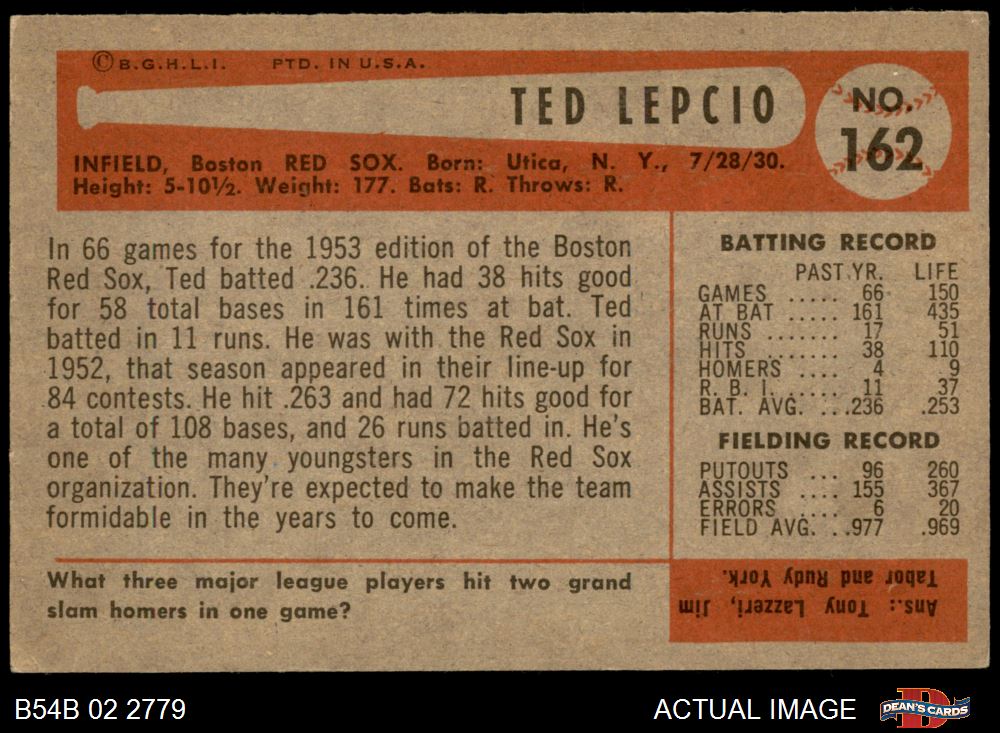 © B.G.H.L.I. PTD. IN U.S.A.
TED LEPCIO
NO.
162
INFIELD, Boston RED SOX. Born: Utica, N. Y., 7/28/30.
Height: 5-10½. Weight: 177. Bats: R. Throws: R.
In 66 games for the 1953 edition of the Boston
Red Sox, Ted batted .236. He had 38 hits good
for 58 total bases in 161 times at bat. Ted
batted in 11 runs. He was with the Red Sox in
1952, that season appeared in their line-up for
84 contests. He hit .263 and had 72 hits good for
a total of 108 bases, and 26 runs batted in. He's
one of the many youngsters in the Red Sox
organization. They're expected to make the team
formidable in the years to come.
What three major league players hit two grand
slam homers in one game?
BATTING RECORD
PAST YR. LIFE
GAMES ..... 66 150
AT BAT ..... 161 435
RUNS ....... 17 51
HITS ........ 38 110
HOMERS .... 4 9
R. B. I. ..... 11 37
BAT. AVG. ...236 .253
FIELDING RECORD
PUTOUTS ... 96 260
ASSISTS .... 155 367
ERRORS .... 6 20
FIELD AVG. ..977 .969
Ans.: Tony Lazzeri, Jim
Tabor and Rudy York.
B54B 02 2779
ACTUAL IMAGE
D
DEAN'S CARDS